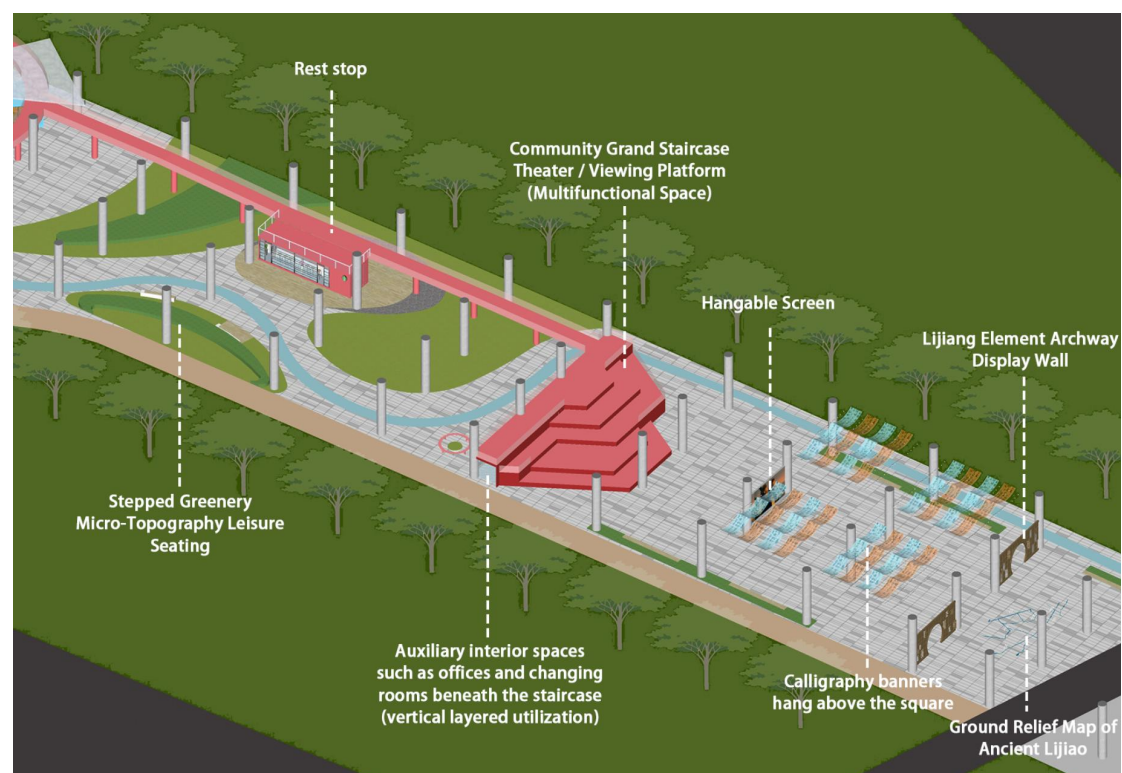 Rest stop
Community Grand Staircase
Theater / Viewing Platform
(Multifunctional Space)
Hangable Screen
Lijiang Element Archway
Display Wall
Stepped Greenery
Micro-Topography Leisure
Seating
Auxiliary interior spaces
such as offices and changing
rooms beneath the staircase
(vertical layered utilization)
Calligraphy banners
hang above the square
Ground Relief Map of
Ancient Lijiao